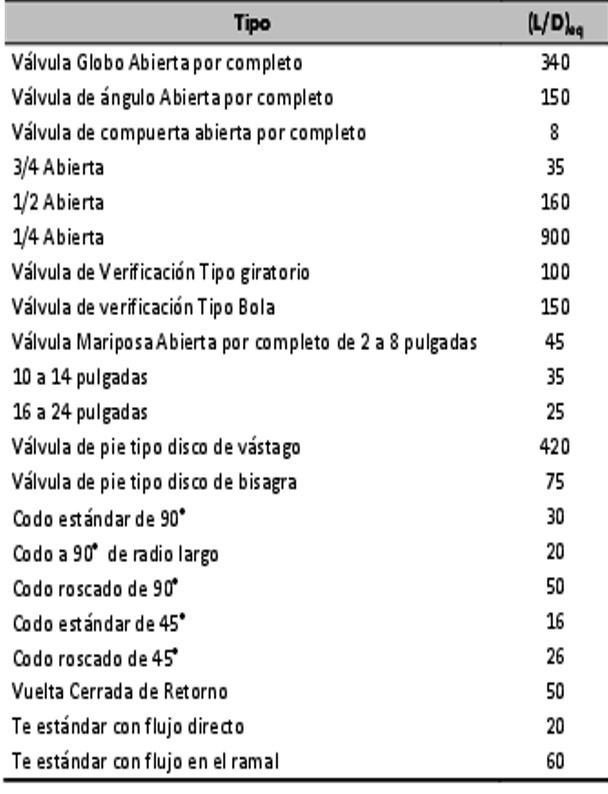 Tipo (L/D)eq
Válvula Globo Abierta por completo 340
Válvula de ángulo Abierta por completo 150
Válvula de compuerta abierta por completo 8
3/4 Abierta 35
1/2 Abierta 160
1/4 Abierta 900
Válvula de Verificación Tipo giratorio 100
Válvula de verificación Tipo Bola 150
Válvula Mariposa Abierta por completo de 2 a 8 pulgadas 45
10 a 14 pulgadas 35
16 a 24 pulgadas 25
Válvula de pie tipo disco de vástago 420
Válvula de pie tipo disco de bisagra 75
Codo estándar de 90° 30
Codo a 90° de radio largo 20
Codo roscado de 90° 50
Codo estándar de 45° 16
Codo roscado de 45° 26
Vuelta Cerrada de Retorno 50
Te estándar con flujo directo 20
Te estándar con flujo en el ramal 60